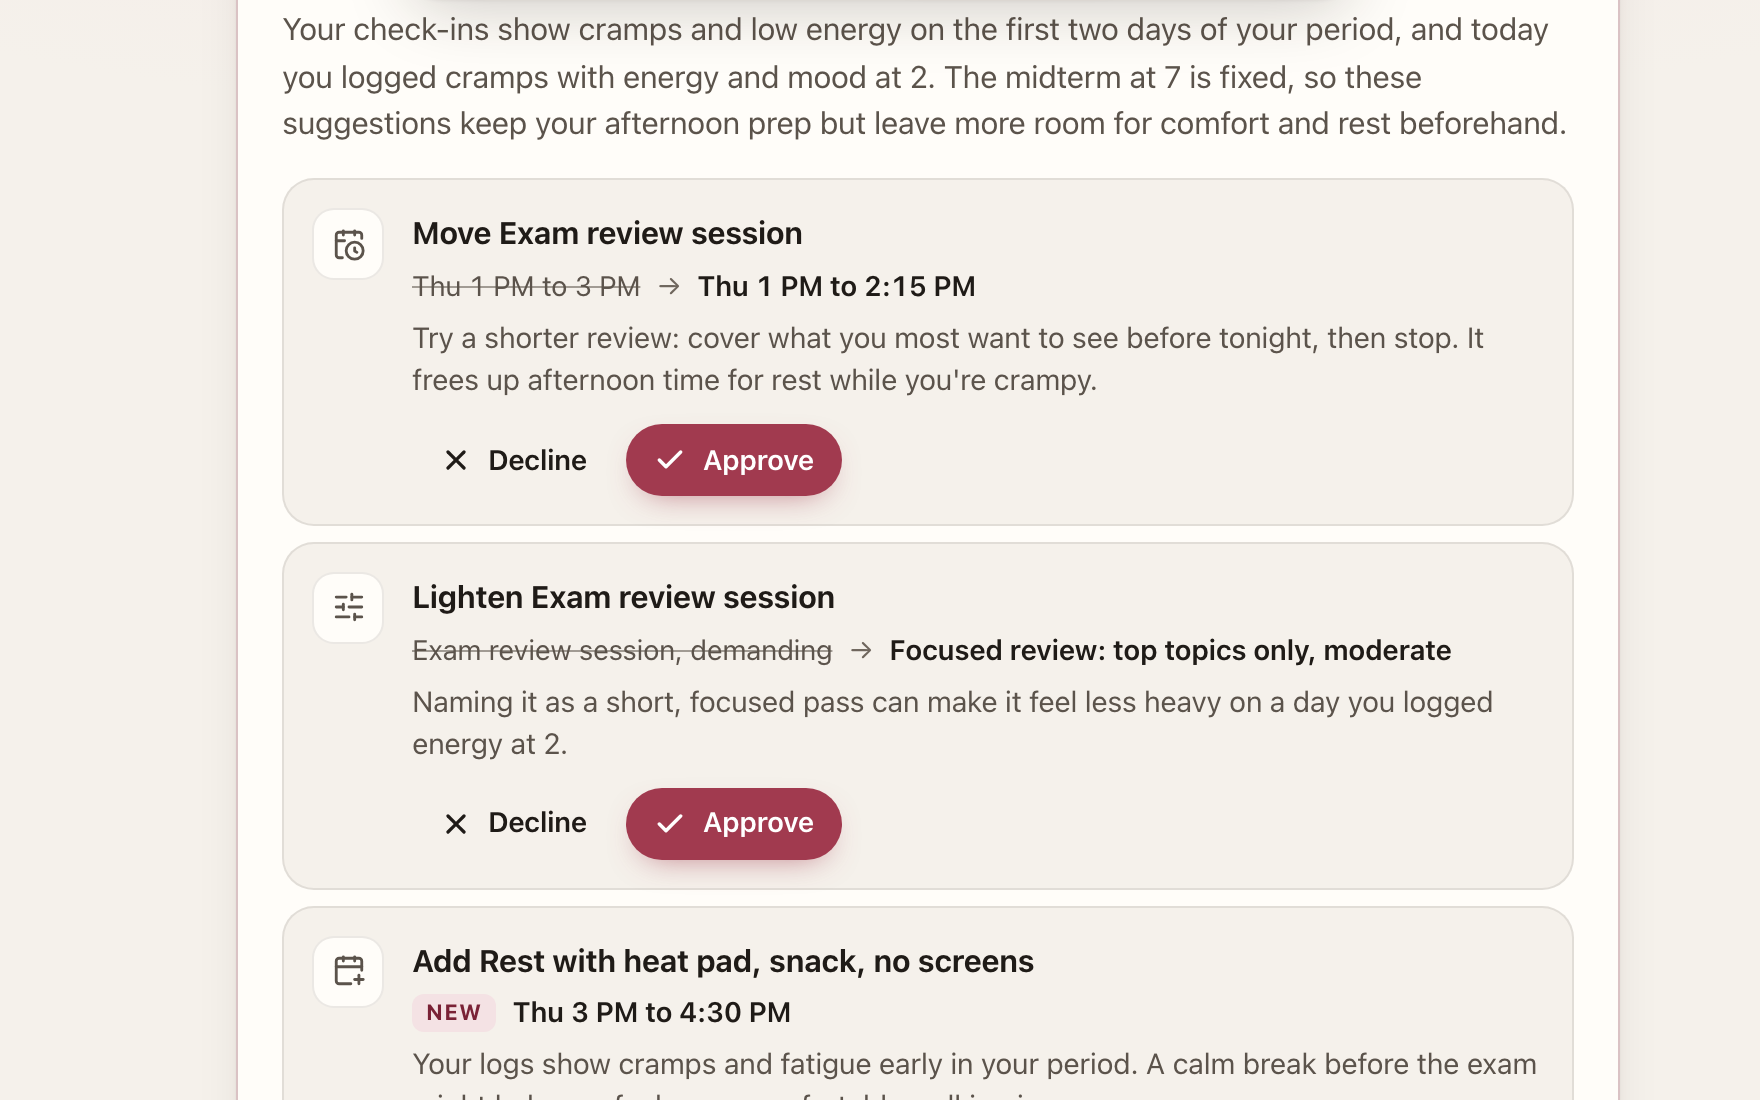 Your check-ins show cramps and low energy on the first two days of your period, and today
you logged cramps with energy and mood at 2. The midterm at 7 is fixed, so these
suggestions keep your afternoon prep but leave more room for comfort and rest beforehand.
Move Exam review session
Thu 1 PM to 3 PM → Thu 1 PM to 2:15 PM
Try a shorter review: cover what you most want to see before tonight, then stop. It
frees up afternoon time for rest while you're crampy.
Decline Approve
Lighten Exam review session
Exam review session, demanding → Focused review: top topics only, moderate
Naming it as a short, focused pass can make it feel less heavy on a day you logged
energy at 2.
Decline Approve
Add Rest with heat pad, snack, no screens
NEW Thu 3 PM to 4:30 PM
Your logs show cramps and fatigue early in your period. A calm break before the exam